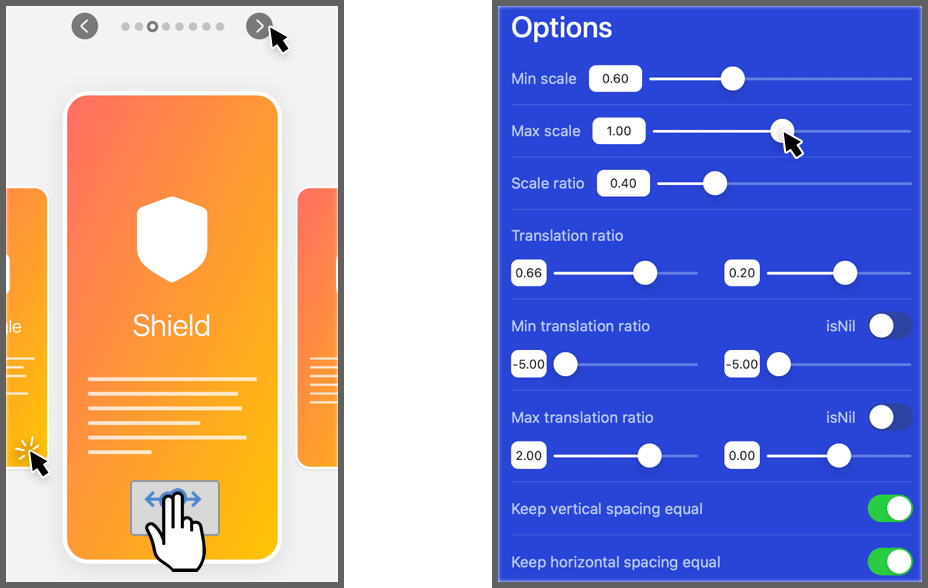 gle
Shield
Options
Min scale 0.60
Max scale 1.00
Scale ratio 0.40
Translation ratio
0.66 0.20
Min translation ratio isNil
-5.00 -5.00
Max translation ratio isNil
2.00 0.00
Keep vertical spacing equal
Keep horizontal spacing equal